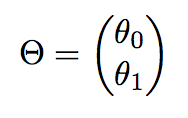 Θ = (θ₀
θ₁)